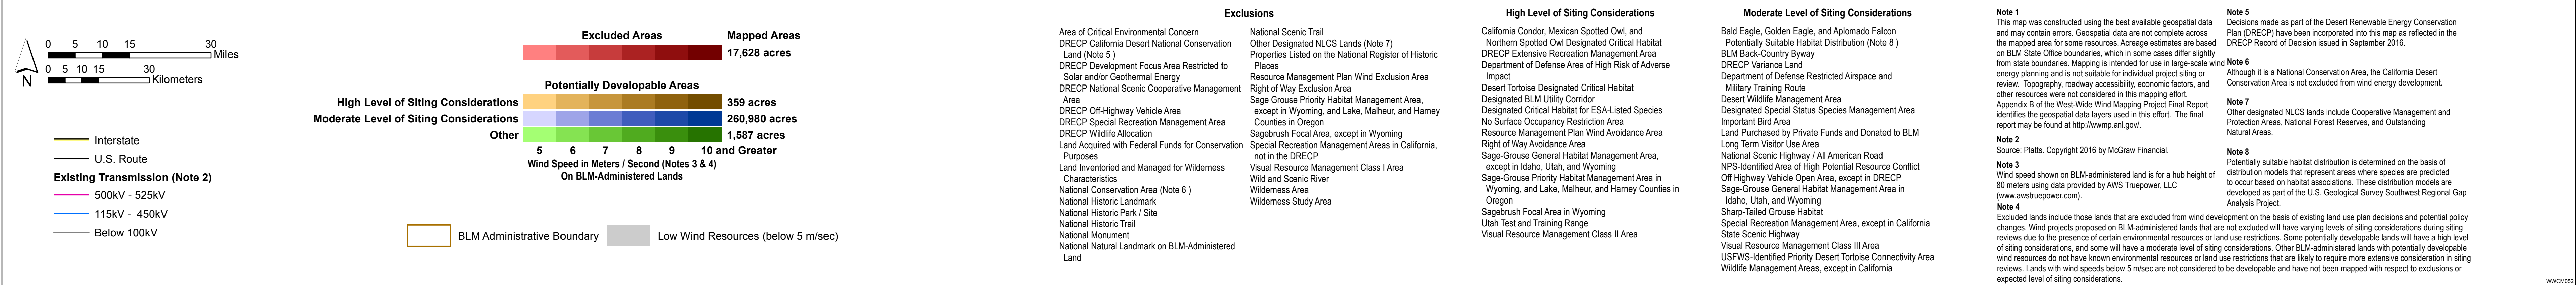 0 5 10 15 30
Miles
0 5 10 15 30
Kilometers
N
Interstate
U.S. Route
Existing Transmission (Note 2)
500kV - 525kV
115kV - 450kV
Below 100kV
Excluded Areas
Mapped Areas
17,628 acres
Potentially Developable Areas
High Level of Siting Considerations
359 acres
Moderate Level of Siting Considerations
260,980 acres
Other
1,587 acres
5 6 7 8 9 10 and Greater
Wind Speed in Meters / Second (Notes 3 & 4)
On BLM-Administered Lands
BLM Administrative Boundary
Low Wind Resources (below 5 m/sec)
Exclusions
Area of Critical Environmental Concern
DRECP California Desert National Conservation
Land (Note 5 )
DRECP Development Focus Area Restricted to
Solar and/or Geothermal Energy
DRECP National Scenic Cooperative Management
Area
DRECP Off-Highway Vehicle Area
DRECP Special Recreation Management Area
DRECP Wildlife Allocation
Land Acquired with Federal Funds for Conservation
Purposes
Land Inventoried and Managed for Wilderness
Characteristics
National Conservation Area (Note 6 )
National Historic Landmark
National Historic Park / Site
National Historic Trail
National Monument
National Natural Landmark on BLM-Administered
Land
National Scenic Trail
Other Designated NLCS Lands (Note 7)
Properties Listed on the National Register of Historic
Places
Resource Management Plan Wind Exclusion Area
Right of Way Exclusion Area
Sage Grouse Priority Habitat Management Area,
except in Wyoming, and Lake, Malheur, and Harney
Counties in Oregon
Sagebrush Focal Area, except in Wyoming
Special Recreation Management Areas in California,
not in the DRECP
Visual Resource Management Class I Area
Wild and Scenic River
Wilderness Area
Wilderness Study Area
High Level of Siting Considerations
California Condor, Mexican Spotted Owl, and
Northern Spotted Owl Designated Critical Habitat
DRECP Extensive Recreation Management Area
Department of Defense Area of High Risk of Adverse
Impact
Desert Tortoise Designated Critical Habitat
Designated BLM Utility Corridor
Designated Critical Habitat for ESA-Listed Species
No Surface Occupancy Restriction Area
Resource Management Plan Wind Avoidance Area
Right of Way Avoidance Area
Sage-Grouse General Habitat Management Area,
except in Idaho, Utah, and Wyoming
Sage-Grouse Priority Habitat Management Area in
Wyoming, and Lake, Malheur, and Harney Counties in
Oregon
Sagebrush Focal Area in Wyoming
Utah Test and Training Range
Visual Resource Management Class II Area
Moderate Level of Siting Considerations
Bald Eagle, Golden Eagle, and Aplomado Falcon
Potentially Suitable Habitat Distribution (Note 8 )
BLM Back-Country Byway
DRECP Variance Land
Department of Defense Restricted Airspace and
Military Training Route
Desert Wildlife Management Area
Designated Special Status Species Management Area
Important Bird Area
Land Purchased by Private Funds and Donated to BLM
Long Term Visitor Use Area
National Scenic Highway / All American Road
NPS-Identified Area of High Potential Resource Conflict
Off Highway Vehicle Open Area, except in DRECP
Sage-Grouse General Habitat Management Area in
Idaho, Utah, and Wyoming
Sharp-Tailed Grouse Habitat
Special Recreation Management Area, except in California
State Scenic Highway
Visual Resource Management Class III Area
USFWS-Identified Priority Desert Tortoise Connectivity Area
Wildlife Management Areas, except in California
Note 1
This map was constructed using the best available geospatial data
and may contain errors. Geospatial data are not complete across
the mapped area for some resources. Acreage estimates are based
on BLM State Office boundaries, which in some cases differ slightly
from state boundaries. Mapping is intended for use in large-scale wind
energy planning and is not suitable for individual project siting or
review. Topography, roadway accessibility, economic factors, and
other resources were not considered in this mapping effort.
Appendix B of the West-Wide Wind Mapping Project Final Report
identifies the geospatial data layers used in this effort. The final
report may be found at http://wwmp.anl.gov/.
Note 2
Source: Platts. Copyright 2016 by McGraw Financial.
Note 3
Wind speed shown on BLM-administered land is for a hub height of
80 meters using data provided by AWS Truepower, LLC
(www.awstruepower.com).
Note 4
Excluded lands include those lands that are excluded from wind development on the basis of existing land use plan decisions and potential policy
changes. Wind projects proposed on BLM-administered lands that are not excluded will have varying levels of siting considerations during siting
reviews due to the presence of certain environmental resources or land use restrictions. Some potentially developable lands will have a high level
of siting considerations, and some will have a moderate level of siting considerations. Other BLM-administered lands with potentially developable
wind resources do not have known environmental resources or land use restrictions that are likely to require more extensive consideration in siting
reviews. Lands with wind speeds below 5 m/sec are not considered to be developable and have not been mapped with respect to exclusions or
expected level of siting considerations.
Note 5
Decisions made as part of the Desert Renewable Energy Conservation
Plan (DRECP) have been incorporated into this map as reflected in the
DRECP Record of Decision issued in September 2016.
Note 6
Although it is a National Conservation Area, the California Desert
Conservation Area is not excluded from wind energy development.
Note 7
Other designated NLCS lands include Cooperative Management and
Protection Areas, National Forest Reserves, and Outstanding
Natural Areas.
Note 8
Potentially suitable habitat distribution is determined on the basis of
distribution models that represent areas where species are predicted
to occur based on habitat associations. These distribution models are
developed as part of the U.S. Geological Survey Southwest Regional Gap
Analysis Project.
WWCM052